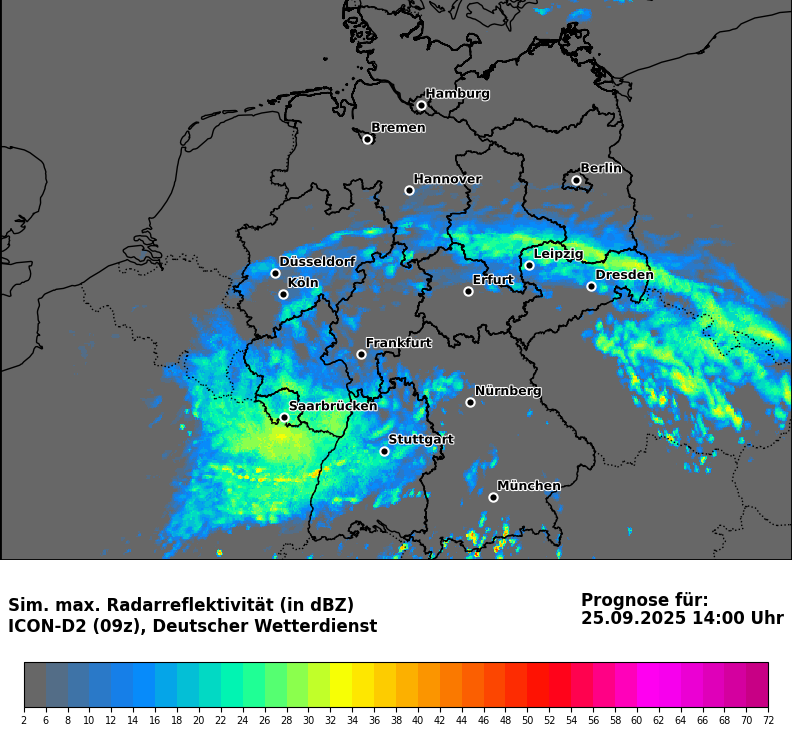 Hamburg
Bremen
Berlin
Hannover
Leipzig
Düsseldorf
Dresden
Köln
Erfurt
Frankfurt
Nürnberg
Saarbrücken
Stuttgart
München
Sim. max. Radarreflektivität (in dBZ)
ICON-D2 (09z), Deutscher Wetterdienst
Prognose für:
25.09.2025 14:00 Uhr
2 6 8 10 12 14 16 18 20 22 24 26 28 30 32 34 36 38 40 42 44 46 48 50 52 54 56 58 60 62 64 66 68 70 72